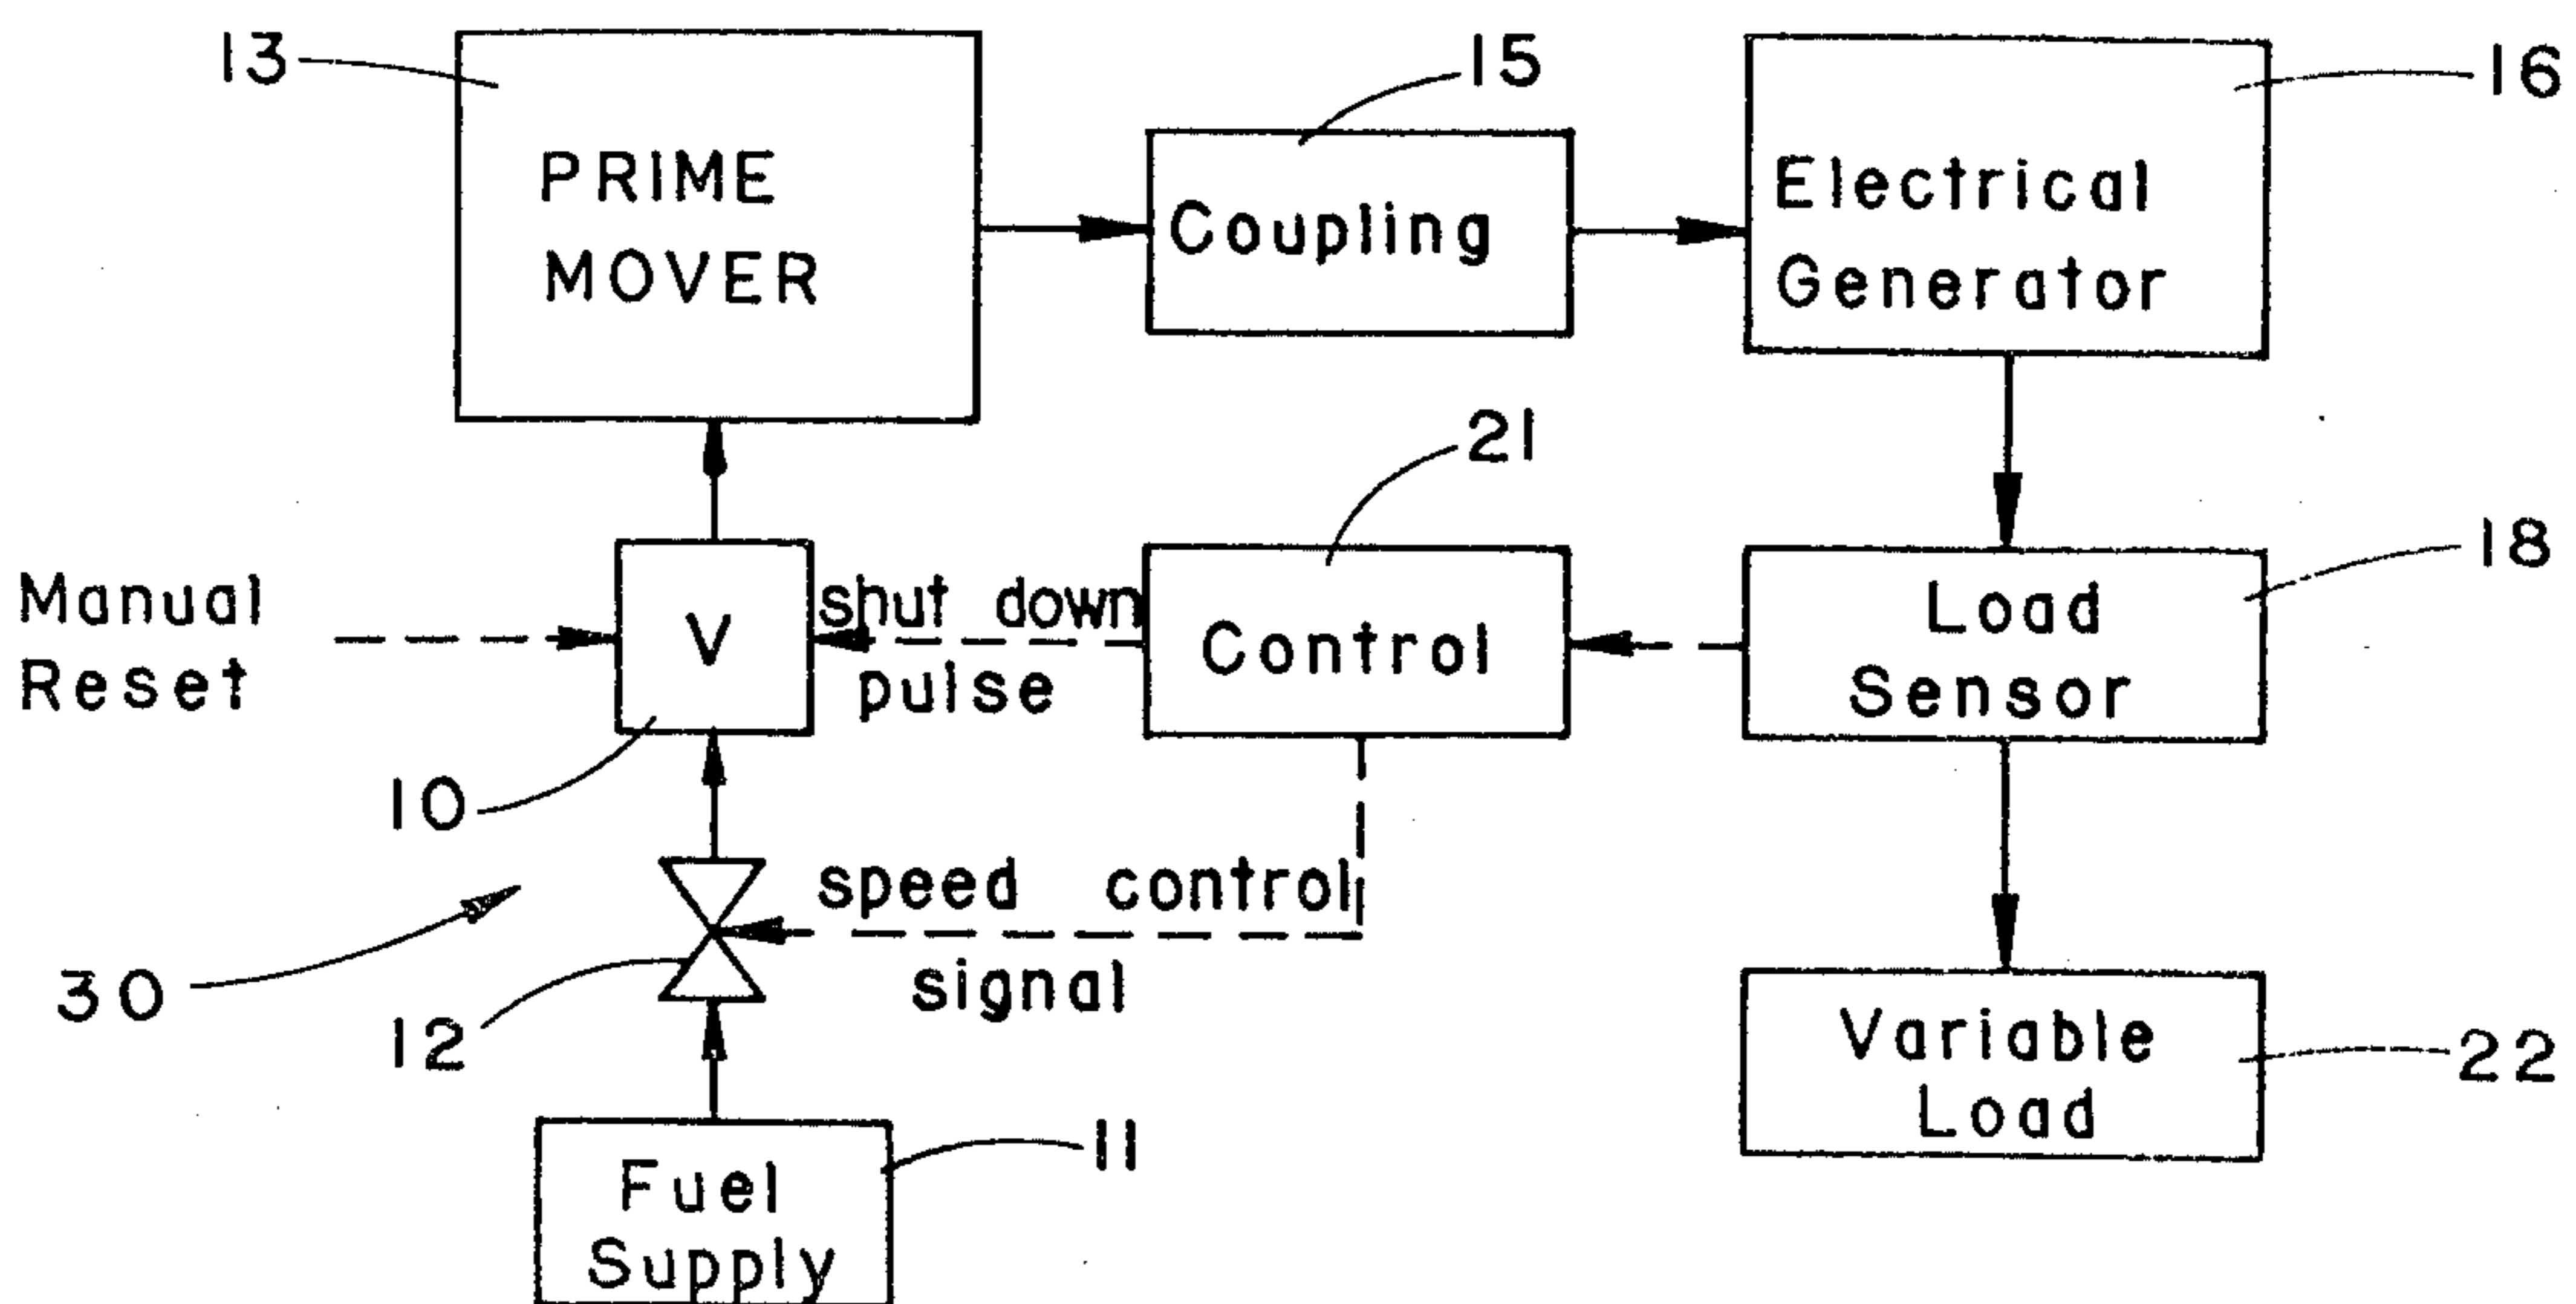 13
PRIME
MOVER
15
Coupling
16
Electrical
Generator
21
Control
18
Load
Sensor
Manual
Reset
V
shut down
pulse
10
speed control
signal
30
12
Variable
Load
22
11
Fuel
Supply